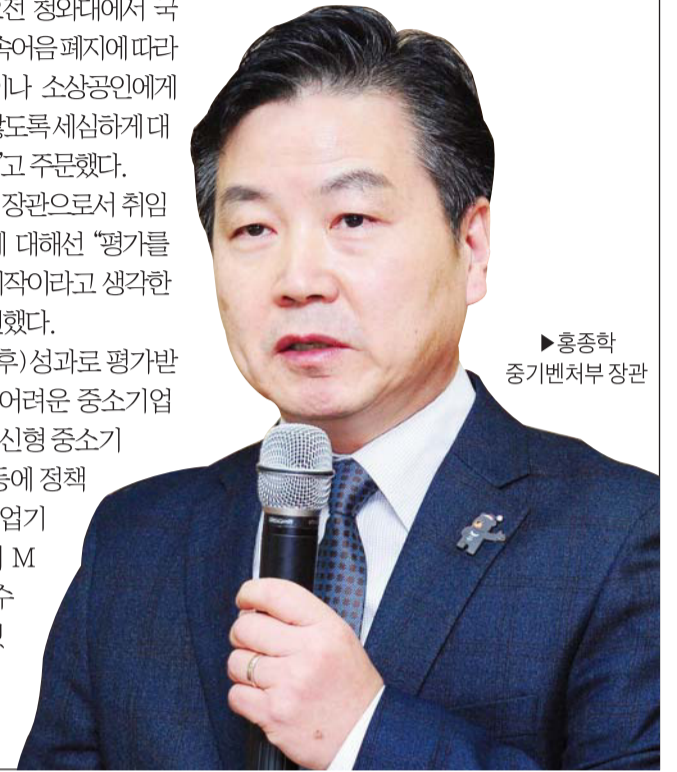 오전 청와대에서 국
속어음 폐지에 따라
이나 소상공인에게
않도록 세심하게 대
”고 주문했다.
장관으로서 취임
에 대해선 “평가를
시작이라고 생각한
했다.
후) 성과로 평가받
어려운 중소기업
신형 중소기
등에 정책
업기
M
수
▶홍종학
중기벤처부 장관